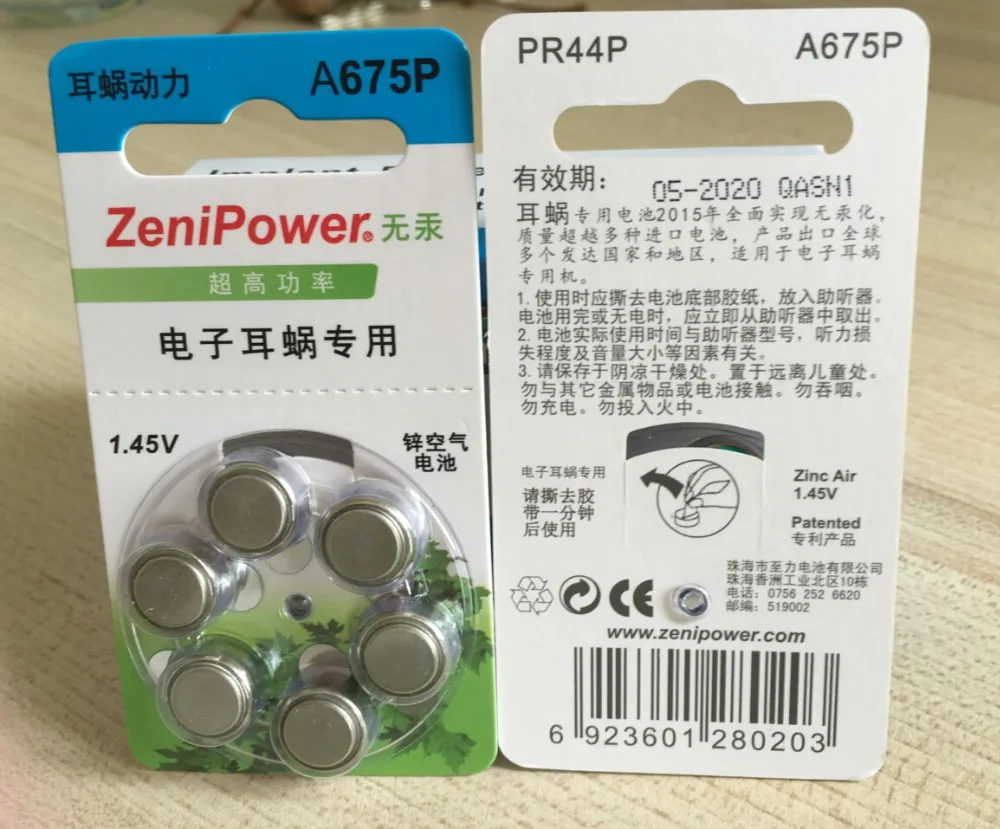 耳蜗动力 A675P
ZeniPower® 无汞
超高功率
电子耳蜗专用
1.45V
锌空气
电池
PR44P A675P
有效期: 05-2020 QASN1
耳蜗专用电池2015年全面实现无汞化,
质量超越多种进口电池,产品出口全球
多个发达国家和地区,适用于电子耳蜗
专用机。
1. 使用时应撕去电池底部胶纸,放入助听器。
电池用完或无电时,应立即从助听器中取出。
2. 电池实际使用时间与助听器型号,听力损
失程度及音量大小等因素有关。
3. 请保存于阴凉干燥处。置于远离儿童处。
勿与其它金属物品或电池接触。勿吞咽。
勿充电。勿投入火中。
电子耳蜗专用
请撕去胶
带一分钟
后使用
Zinc Air
1.45V
Patented
专利产品
珠海市至力电池有限公司
珠海香洲工业北区10栋
电话: 0756 252 6620
邮编: 519002
CE
www.zenipower.com
6 923601 280203